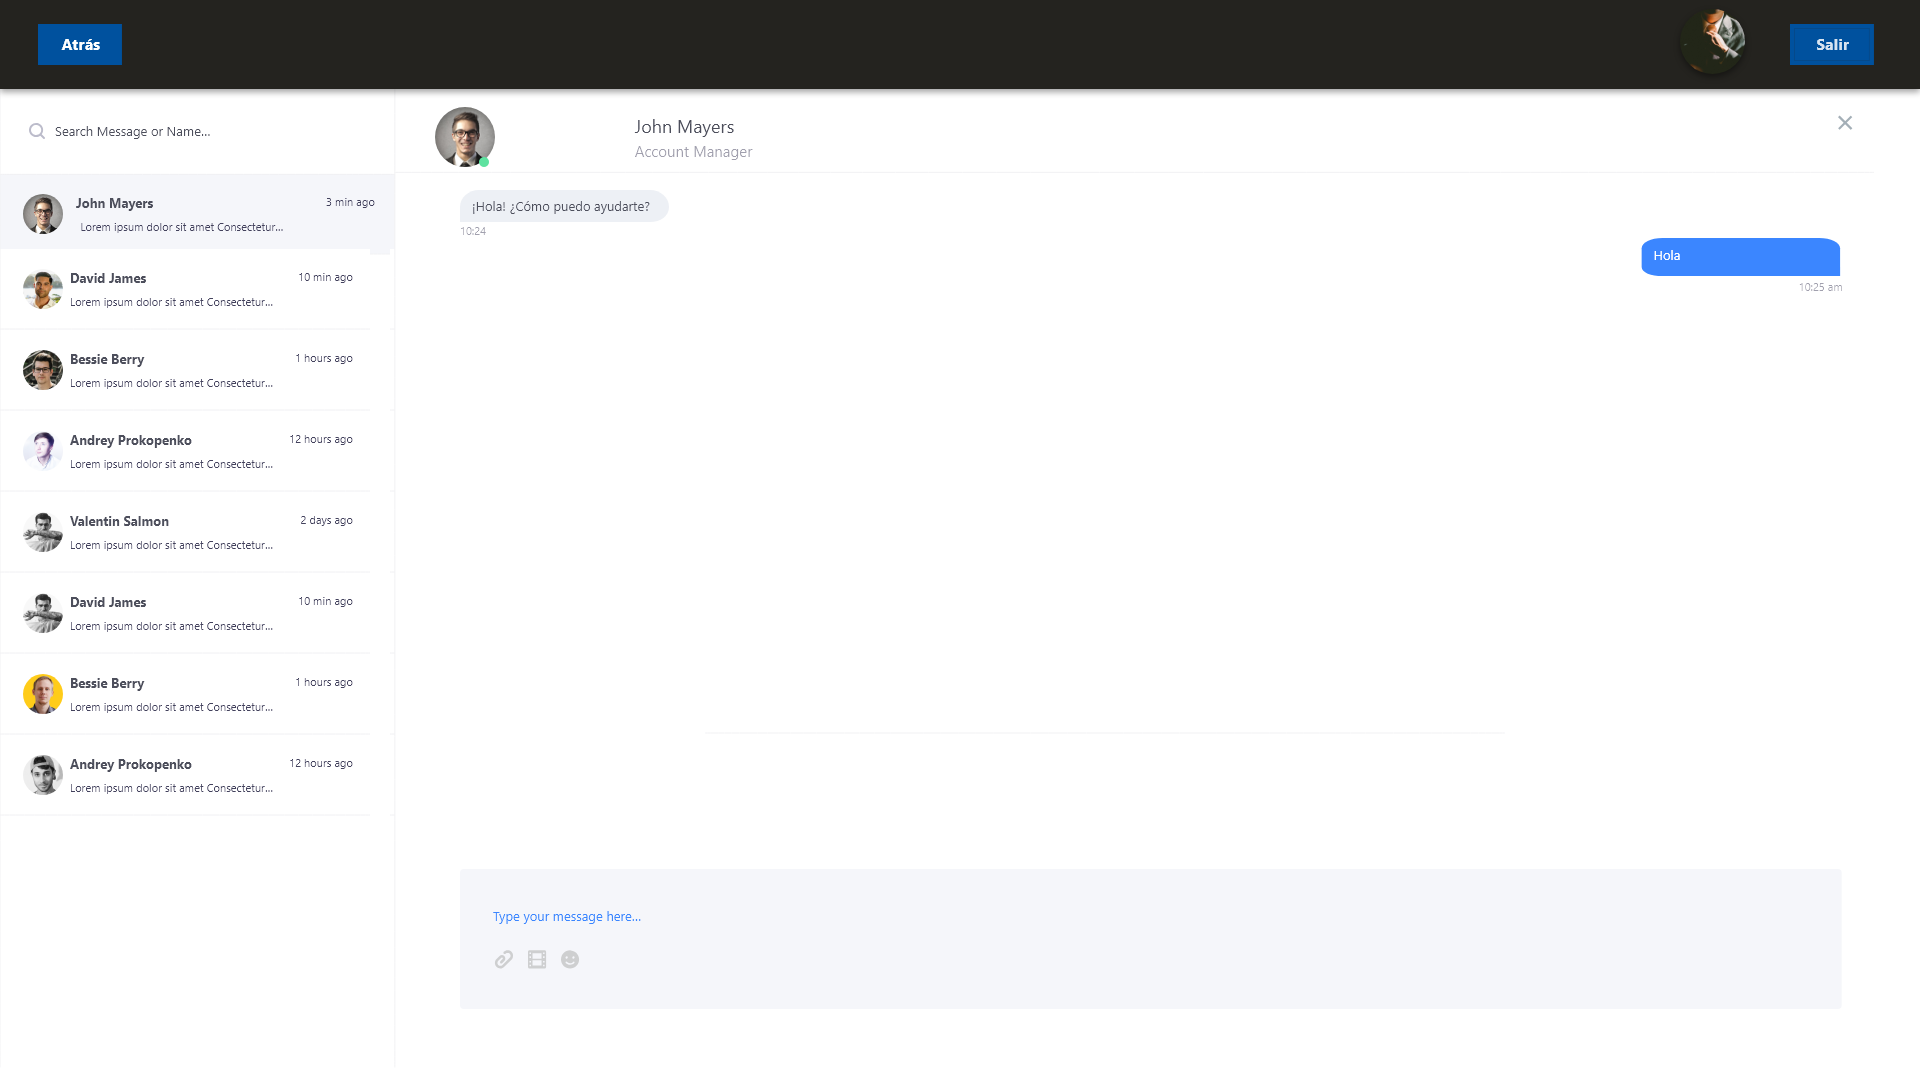 Atrás
Salir
Search Message or Name...
John Mayers
3 min ago
Lorem ipsum dolor sit amet Consectetur...
David James
10 min ago
Lorem ipsum dolor sit amet Consectetur...
Bessie Berry
1 hours ago
Lorem ipsum dolor sit amet Consectetur...
Andrey Prokopenko
12 hours ago
Lorem ipsum dolor sit amet Consectetur...
Valentin Salmon
2 days ago
Lorem ipsum dolor sit amet Consectetur...
David James
10 min ago
Lorem ipsum dolor sit amet Consectetur...
Bessie Berry
1 hours ago
Lorem ipsum dolor sit amet Consectetur...
Andrey Prokopenko
12 hours ago
Lorem ipsum dolor sit amet Consectetur...
John Mayers
Account Manager
¡Hola! ¿Cómo puedo ayudarte?
10:24
Hola
10:25 am
Type your message here...